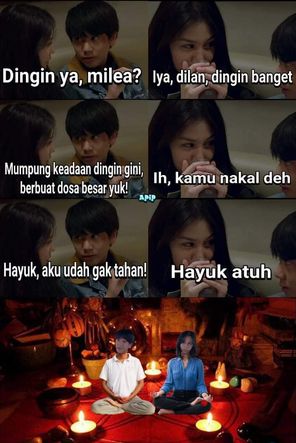 Dingin ya, milea?
Iya, dilan, dingin banget
Mumpung keadaan dingin gini,
berbuat dosa besar yuk!
Ih, kamu nakal deh
APIP
Hayuk, aku udah gak tahan!
Hayuk atuh